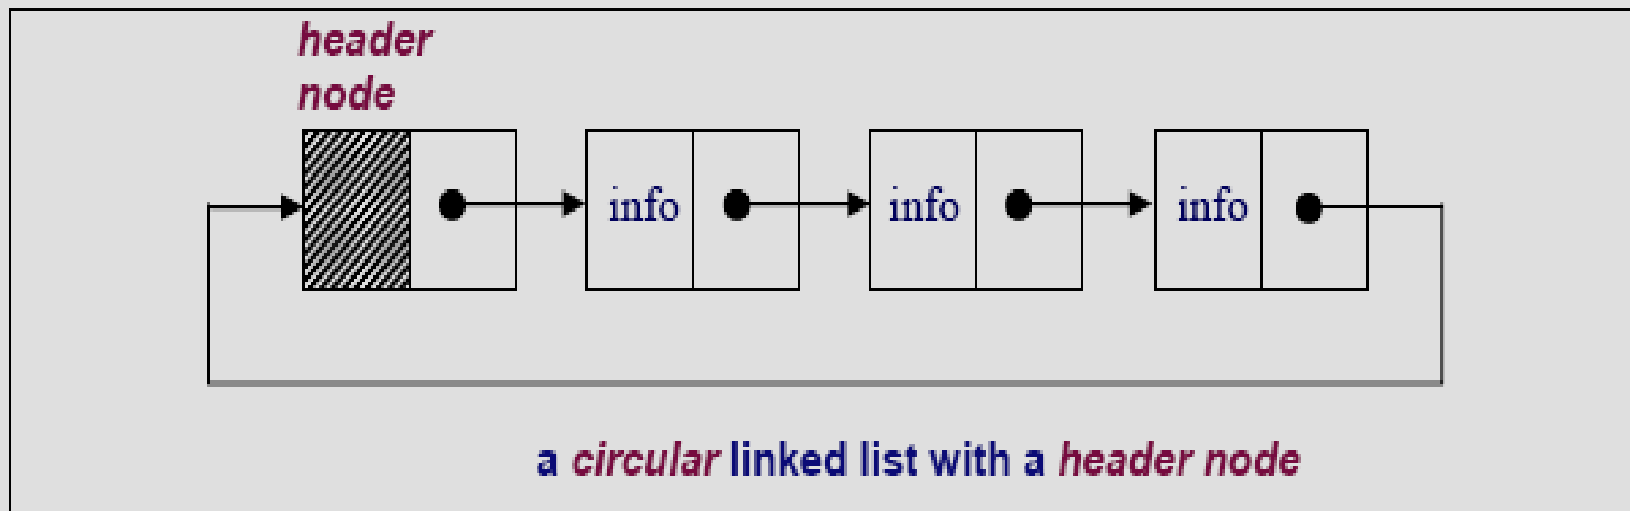 header
node
info info info
a circular linked list with a header node